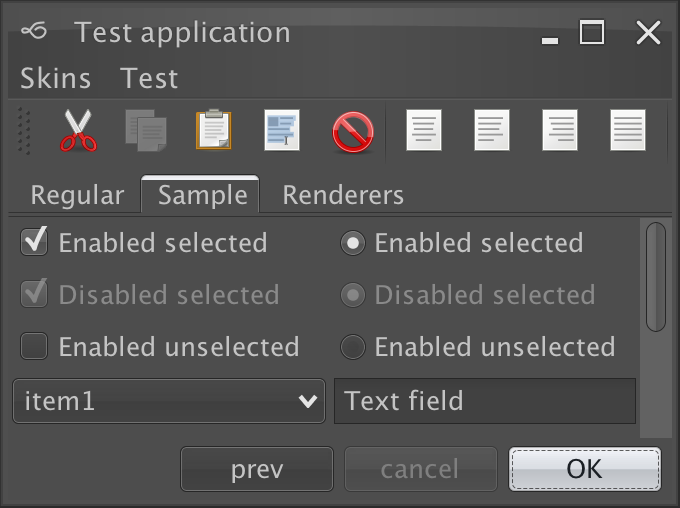 Test application
Skins Test
Regular Sample Renderers
Enabled selected Enabled selected
Disabled selected Disabled selected
Enabled unselected Enabled unselected
item1 Text field
prev cancel OK